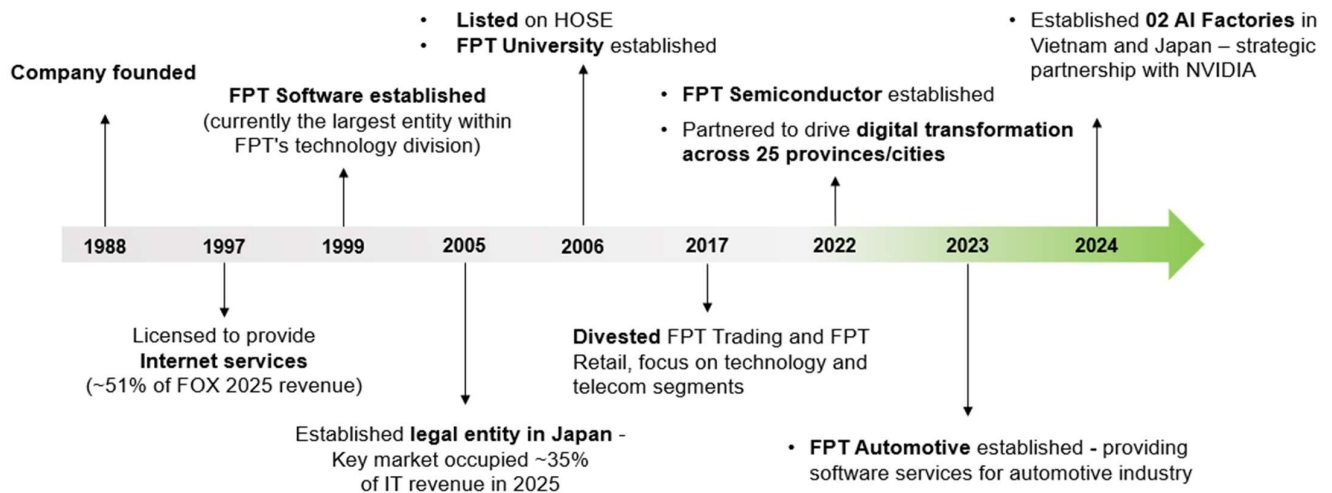 • Listed on HOSE
• FPT University established
• Established 02 AI Factories in
Vietnam and Japan – strategic
partnership with NVIDIA
Company founded
FPT Software established
(currently the largest entity within
FPT's technology division)
• FPT Semiconductor established
• Partnered to drive digital transformation
across 25 provinces/cities
1988 1997 1999 2005 2006 2017 2022 2023 2024
Licensed to provide
Internet services
(~51% of FOX 2025 revenue)
Divested FPT Trading and FPT
Retail, focus on technology and
telecom segments
Established legal entity in Japan -
Key market occupied ~35%
of IT revenue in 2025
• FPT Automotive established - providing
software services for automotive industry